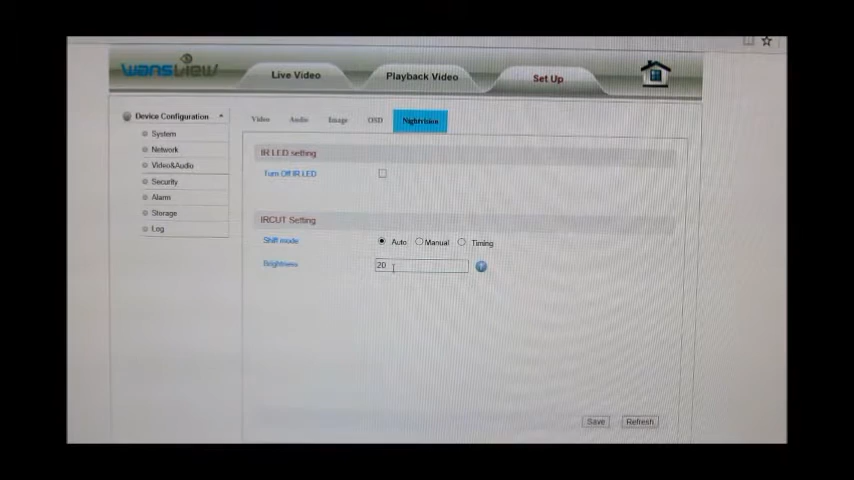 wansview
Live Video
Playback Video
Set Up
Device Configuration
System
Network
Video&Audio
Security
Alarm
Storage
Log
Video Audio Image OSD Nightvision
IR LED setting
Turn Off IR LED
IRCUT Setting
Shift mode Auto Manual Timing
Brightness 20
Save Refresh